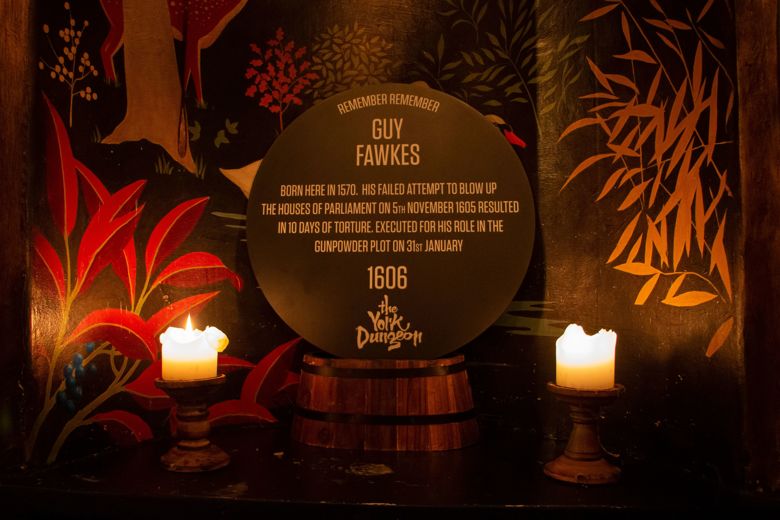 REMEMBER REMEMBER
GUY
FAWKES
BORN HERE IN 1570. HIS FAILED ATTEMPT TO BLOW UP
THE HOUSES OF PARLIAMENT ON 5TH NOVEMBER 1605 RESULTED
IN 10 DAYS OF TORTURE. EXECUTED FOR HIS ROLE IN THE
GUNPOWDER PLOT ON 31ST JANUARY
1606
the
York
Dungeon